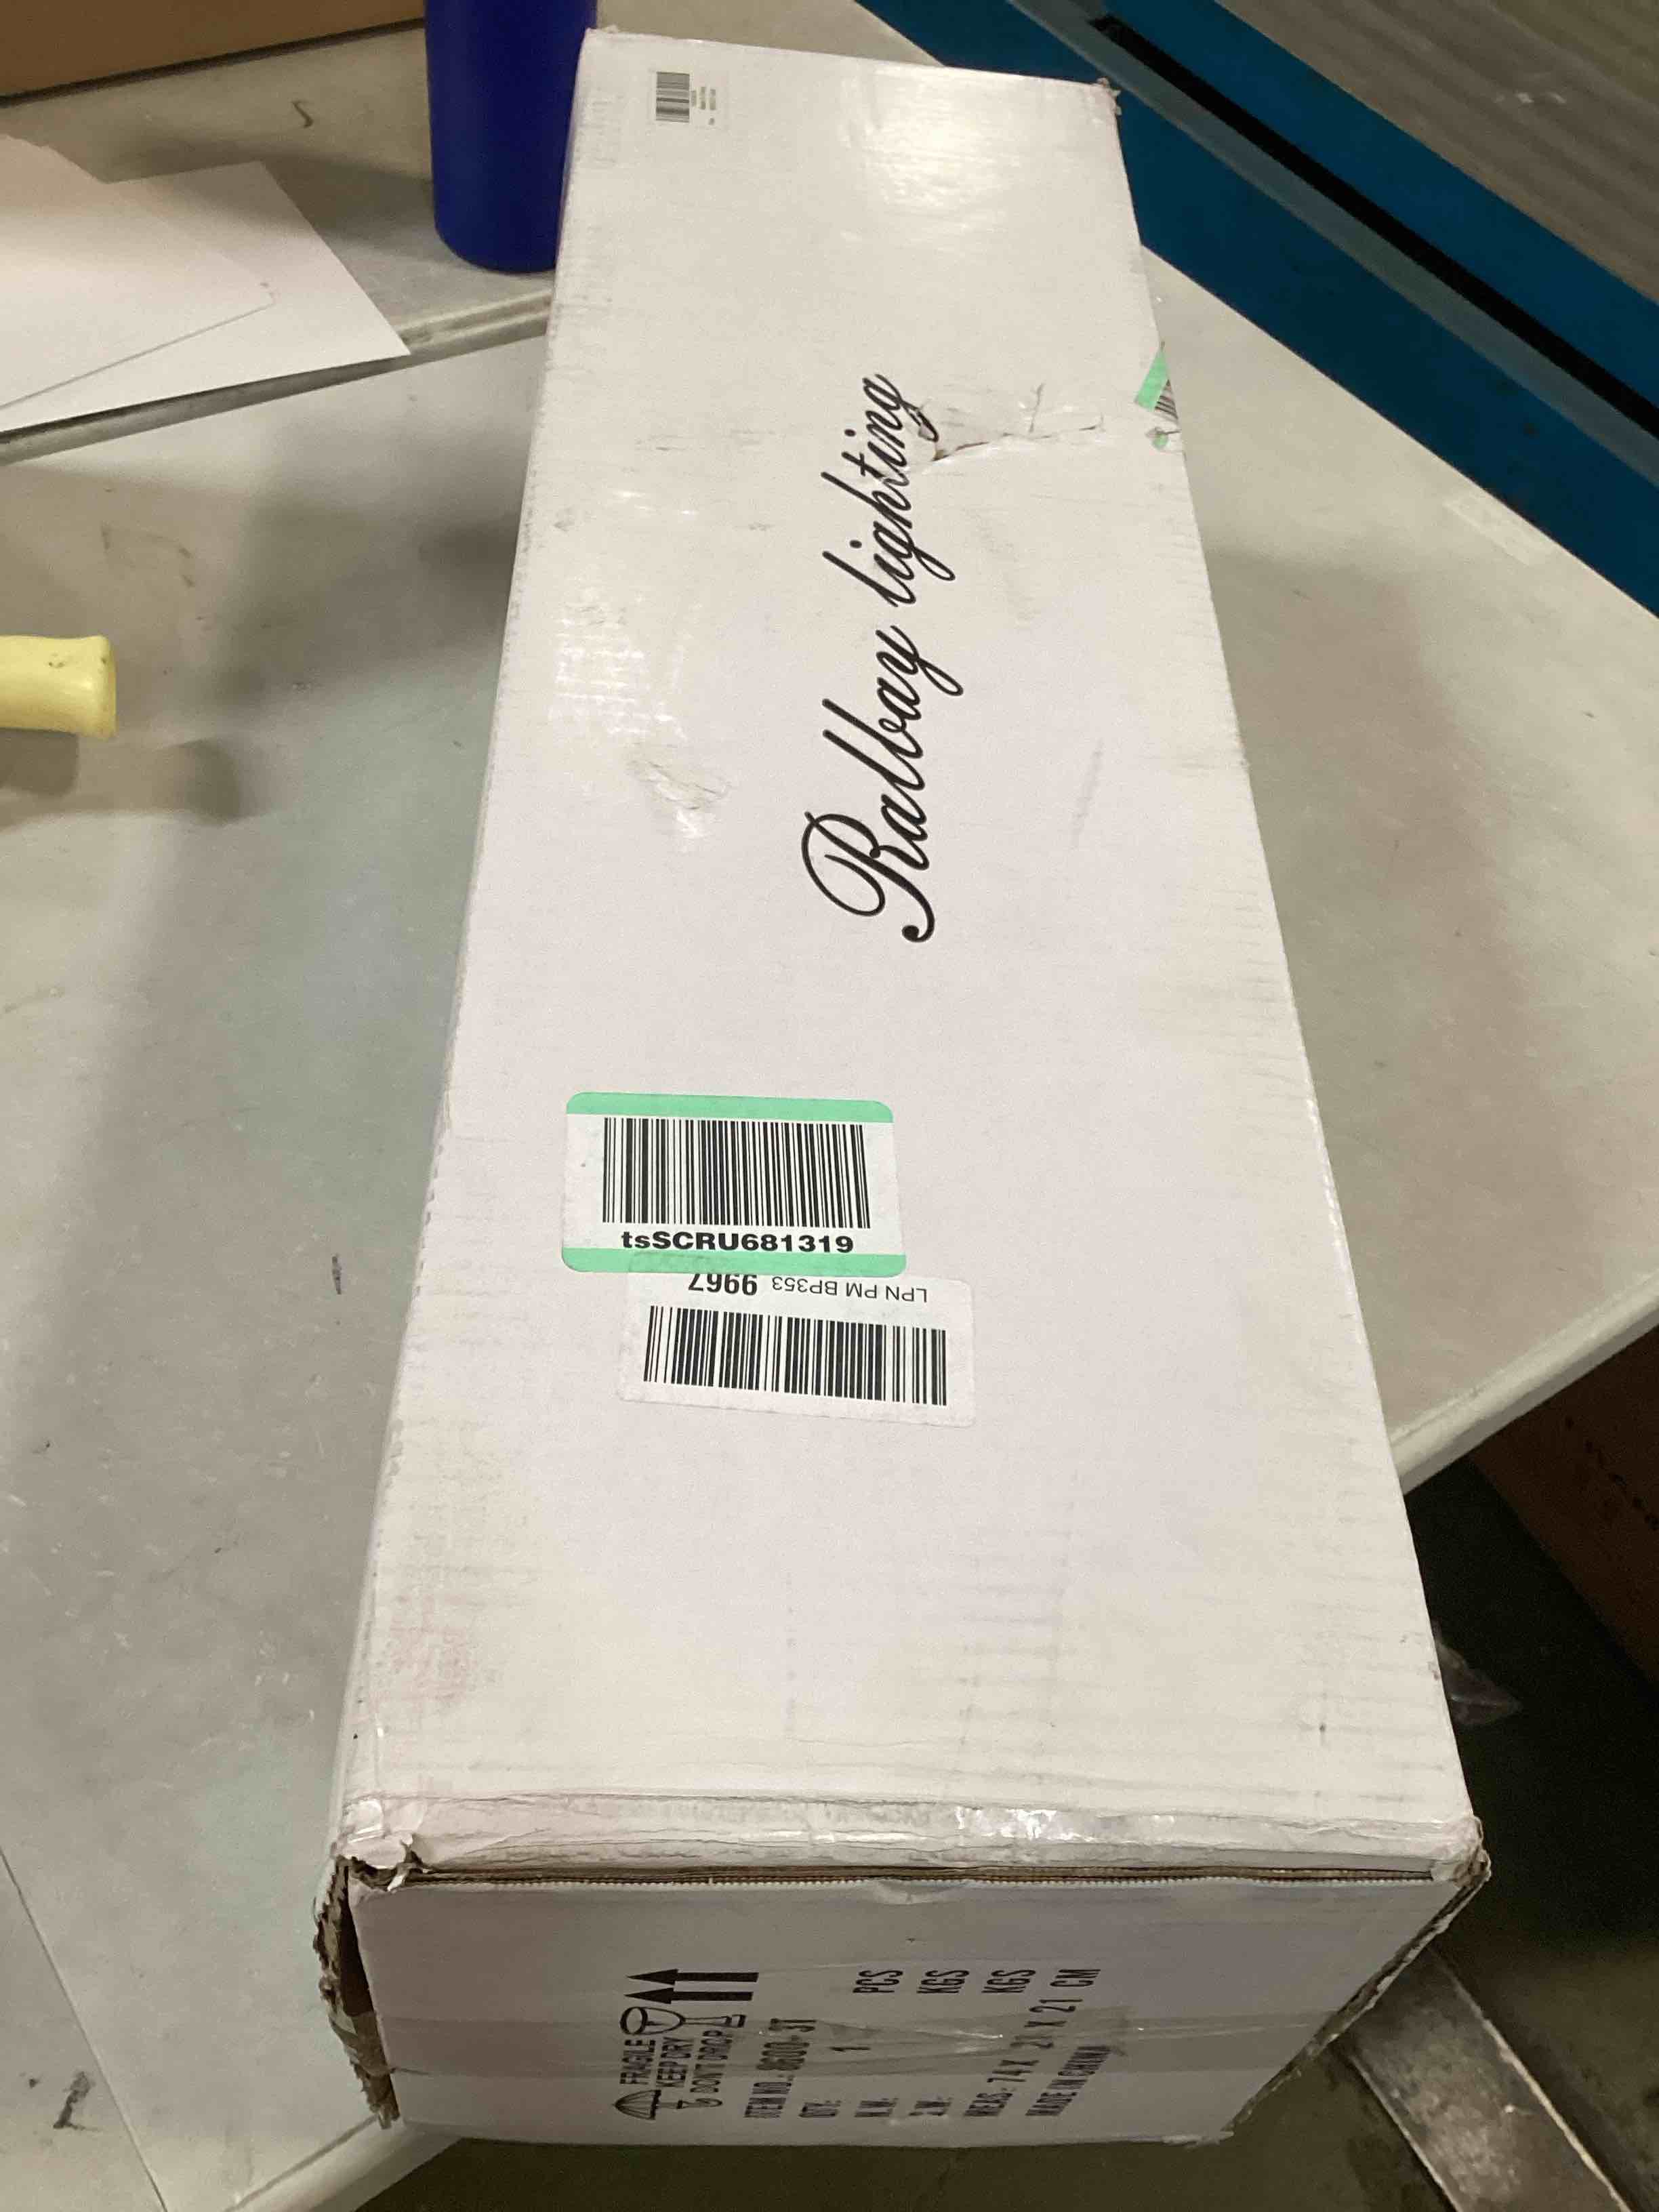 Ralbay lighting
tsSCRU681319
LPN PM BP353 9967
FRAGILE
KEEP DRY
DON'T DROP
ITEM NO.:
QTY: 1 PCS
N.W: KGS
KGS
MEAS: 74 X 21 X 21 CM
MADE IN CHINA